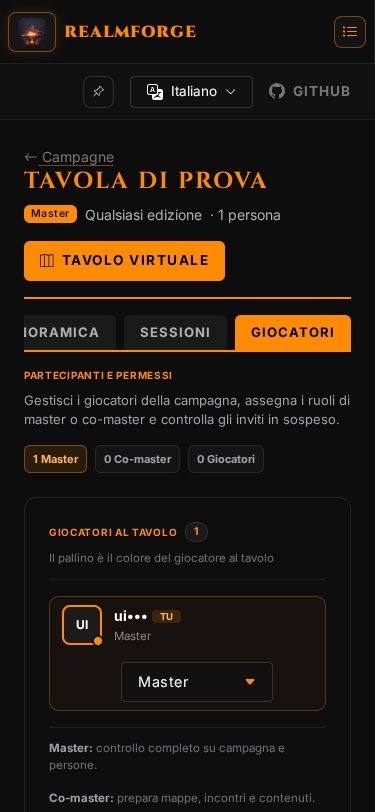 REALMFORGE
Italiano
GITHUB
← Campagne
TAVOLA DI PROVA
Master Qualsiasi edizione · 1 persona
TAVOLO VIRTUALE
SESSIONI GIOCATORI
PARTECIPANTI E PERMESSI
Gestisci i giocatori della campagna, assegna i ruoli di
master o co-master e controlla gli inviti in sospeso.
1 Master 0 Co-master 0 Giocatori
GIOCATORI AL TAVOLO 1
Il pallino è il colore del giocatore al tavolo
UI
ui••• TU
Master
Master
Master: controllo completo su campagna e
persone.
Co-master: prepara mappe, incontri e contenuti.